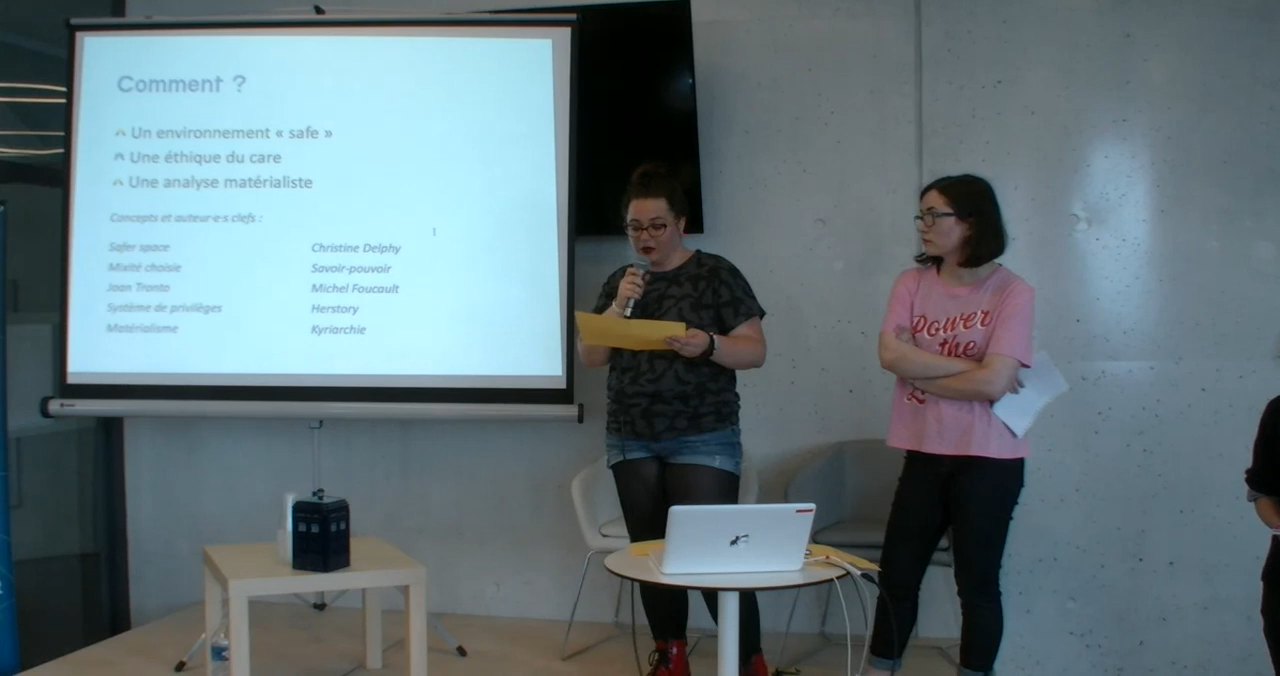 Comment ?
Un environnement « safe »
Une éthique du care
Une analyse matérialiste
Concepts et auteur·e·s clefs :
Safer space
Mixité choisie
Joan Tronto
Système de privilèges
Matérialisme
Christine Delphy
Savoir-pouvoir
Michel Foucault
Herstory
Kyriarchie
Power
the